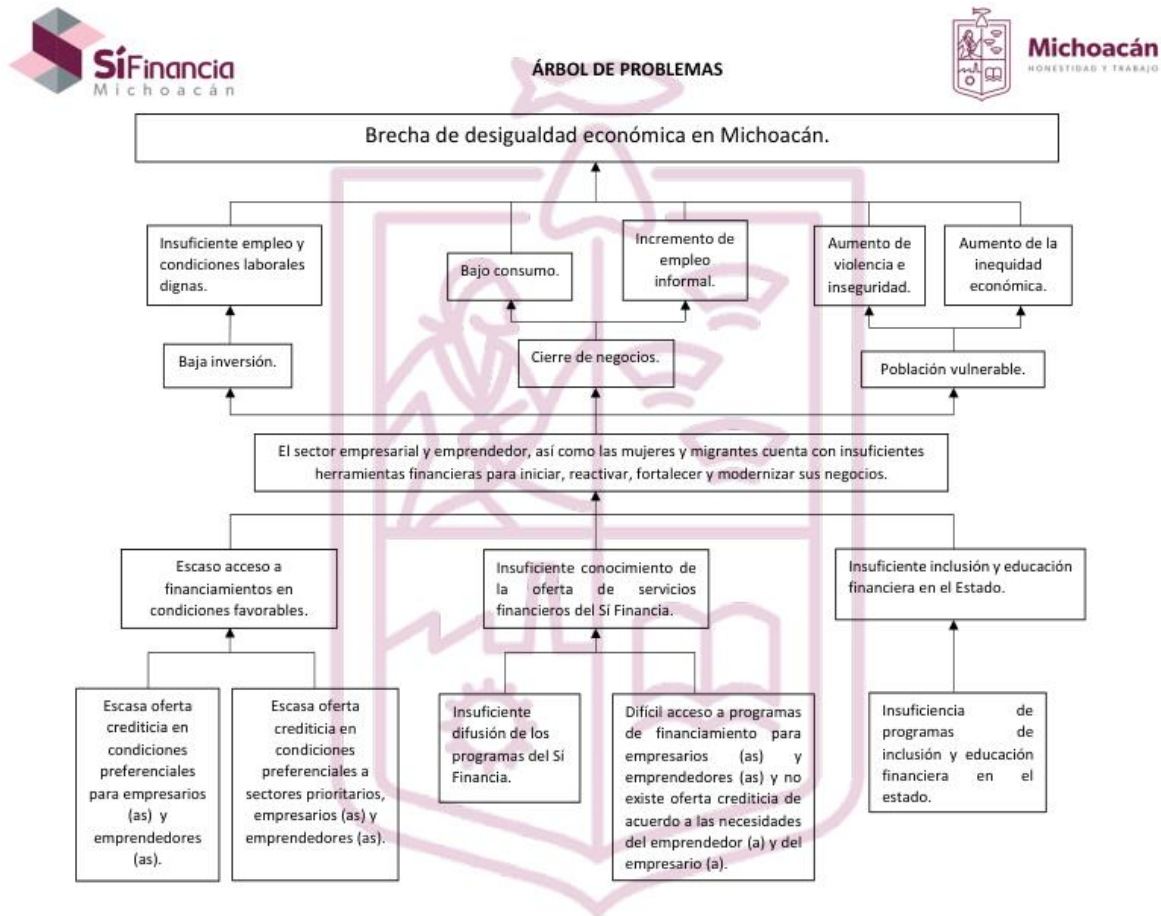 SíFinancia
Michoacán
ÁRBOL DE PROBLEMAS
Michoacán
HONESTIDAD Y TRABAJO
Brecha de desigualdad económica en Michoacán.
Insuficiente empleo y
condiciones laborales
dignas.
Bajo consumo.
Incremento de
empleo
informal.
Aumento de
violencia e
inseguridad.
Aumento de la
inequidad
económica.
Baja inversión.
Cierre de negocios.
Población vulnerable.
El sector empresarial y emprendedor, así como las mujeres y migrantes cuenta con insuficientes
herramientas financieras para iniciar, reactivar, fortalecer y modernizar sus negocios.
Escaso acceso a
financiamientos en
condiciones favorables.
Insuficiente conocimiento de
la oferta de servicios
financieros del Sí Financia.
Insuficiente inclusión y educación
financiera en el Estado.
Escasa oferta
crediticia en
condiciones
preferenciales
para empresarios
(as) y
emprendedores
(as).
Escasa oferta
crediticia en
condiciones
preferenciales a
sectores prioritarios,
empresarios (as) y
emprendedores (as).
Insuficiente
difusión de los
programas del Sí
Financia.
Difícil acceso a programas
de financiamiento para
empresarios (as) y
emprendedores (as) y no
existe oferta crediticia de
acuerdo a las necesidades
del emprendedor (a) y del
empresario (a).
Insuficiencia de
programas de
inclusión y educación
financiera en el
estado.